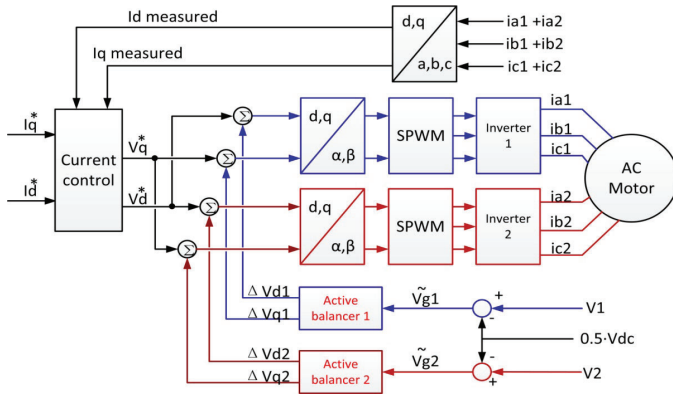 Id measured
Iq measured
d,q
a,b,c
ia1 +ia2
ib1 +ib2
ic1 +ic2
Iq*
Id*
Current
control
Vq*
Vd*
Σ
Σ
Σ
Σ
d,q
α,β
SPWM
Inverter
1
ia1
ib1
ic1
AC
Motor
d,q
α,β
SPWM
Inverter
2
ia2
ib2
ic2
Δ Vd1
Δ Vq1
Active
balancer 1
Ṽg1
+
-
V1
0.5·Vdc
Δ Vd2
Δ Vq2
Active
balancer 2
Ṽg2
-
+
V2